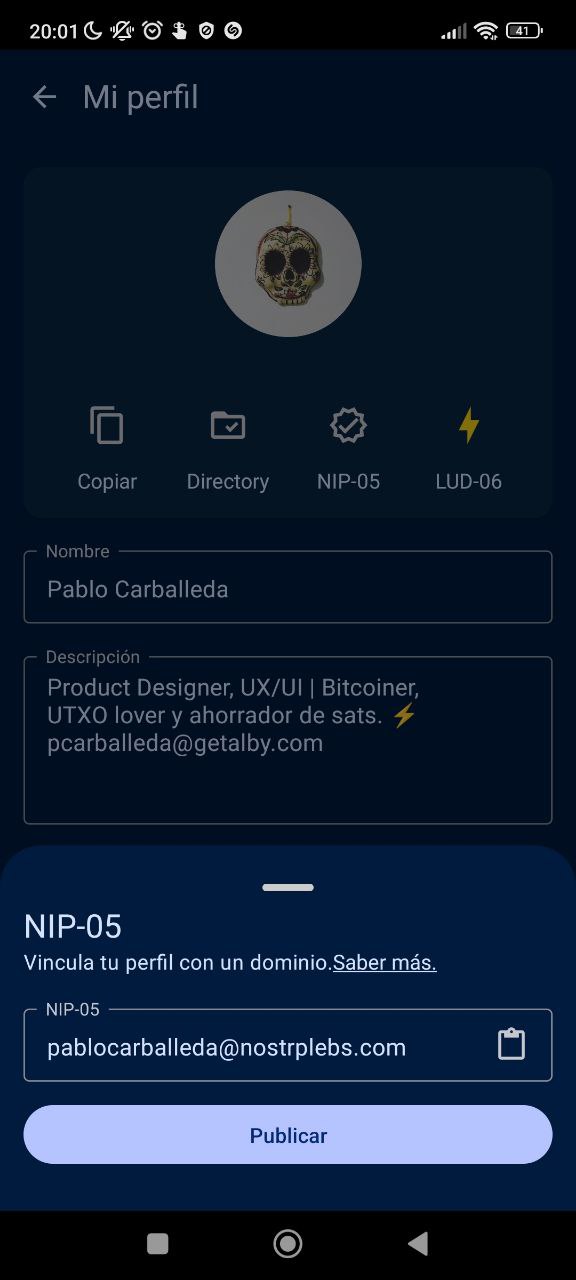 20:01
41
Mi perfil
Copiar
Directory
NIP-05
LUD-06
Nombre
Pablo Carballeda
Descripción
Product Designer, UX/UI | Bitcoiner,
UTXO lover y ahorrador de sats. ⚡
pcarballeda@getalby.com
NIP-05
Vincula tu perfil con un dominio.Saber más.
NIP-05
pablocarballeda@nostrplebs.com
Publicar